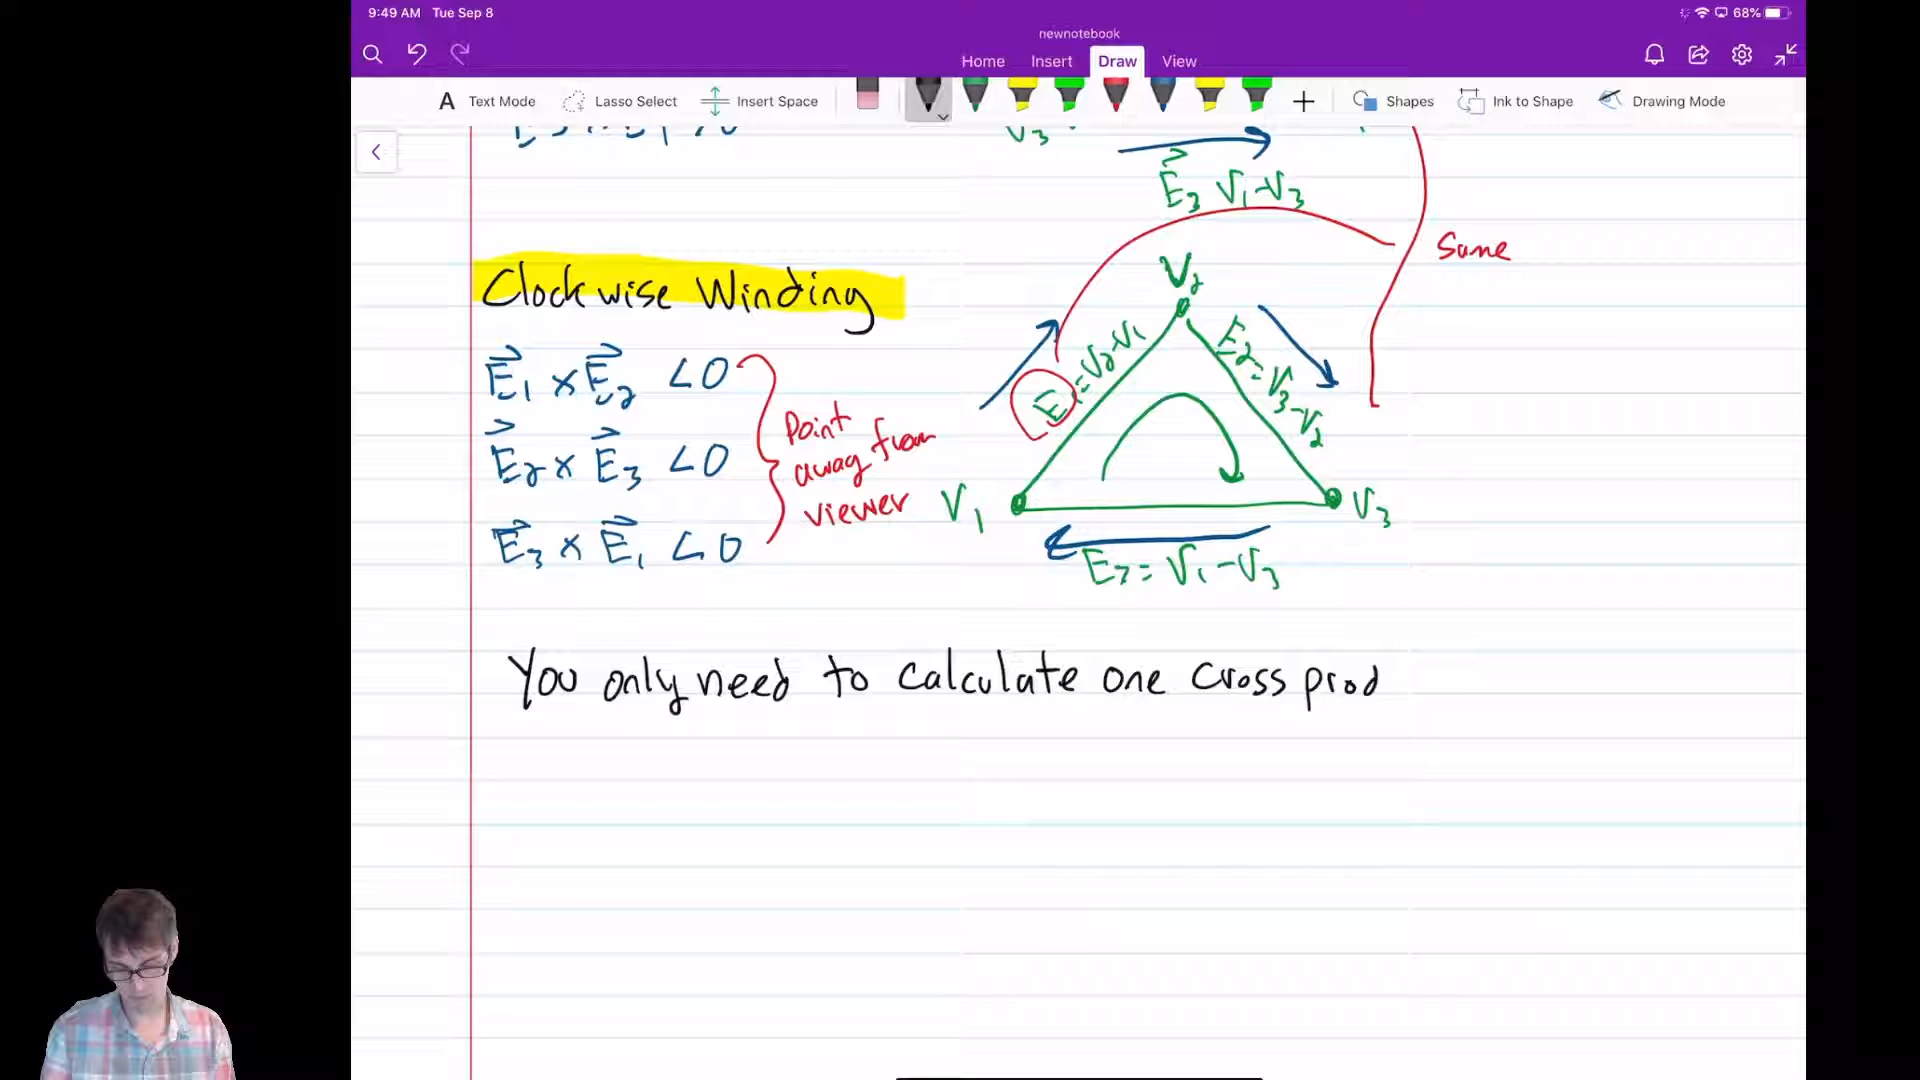 9:49 AM Tue Sep 8
68%
newnotebook
Home Insert Draw View
A Text Mode Lasso Select Insert Space Shapes Ink to Shape Drawing Mode
V3
E3 V1-V3
Same
Clockwise Winding
V2
E1 x E2 <0
E1=V2-V1
E2=V3-V2
Point
away from
viewer
E2 x E3 <0
V1
V3
E3 x E1 <0
E3= V1-V3
You only need to calculate one cross prod